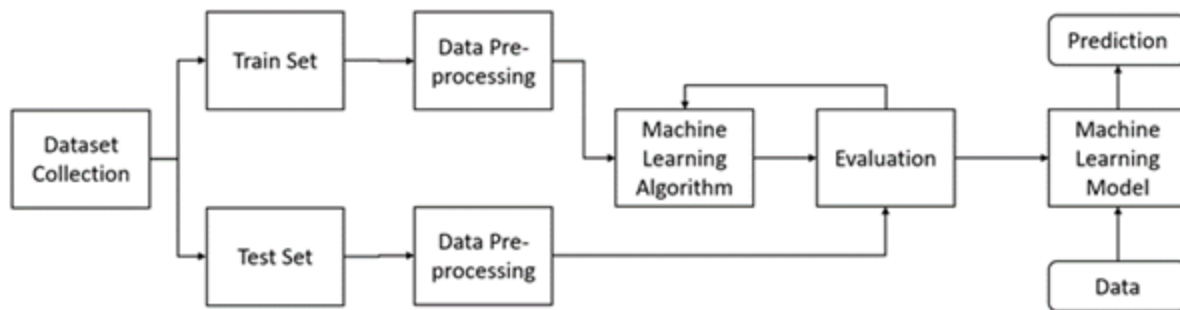 Train Set
Data Pre-
processing
Prediction
Dataset
Collection
Machine
Learning
Algorithm
Evaluation
Machine
Learning
Model
Test Set
Data Pre-
processing
Data